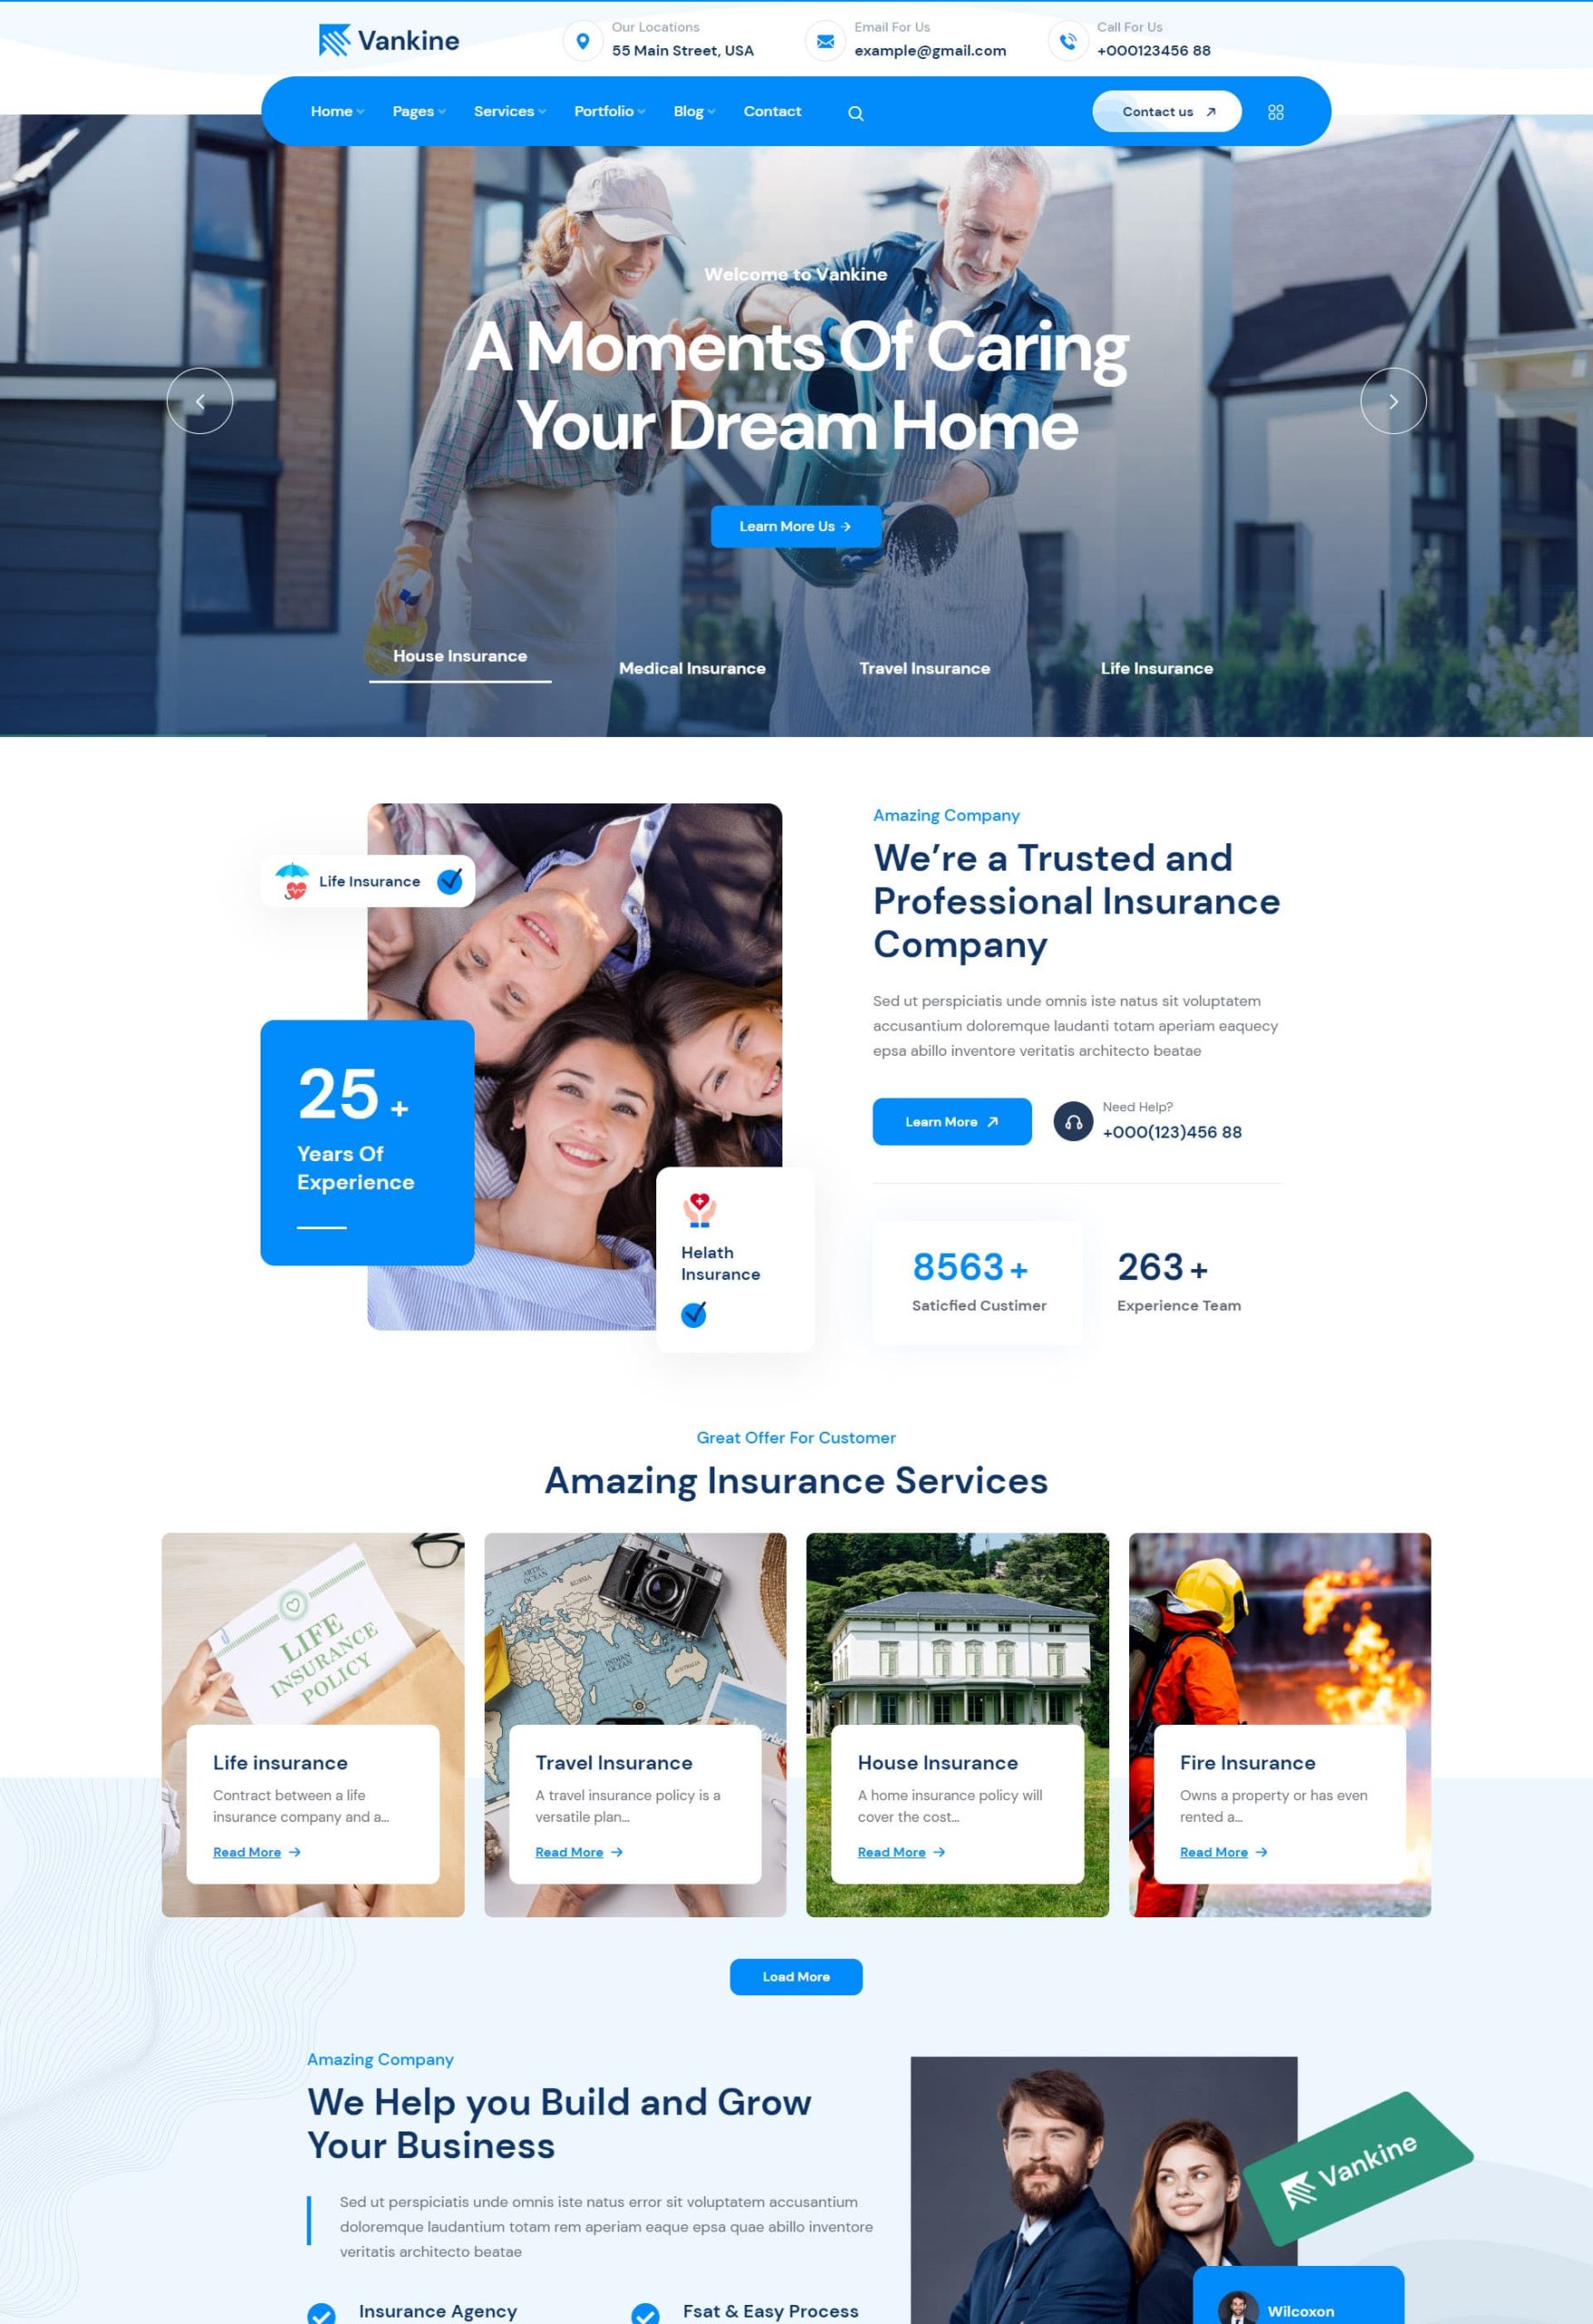 Vankine
Our Locations
55 Main Street, USA
Email For Us
example@gmail.com
Call For Us
+000123456 88
Home
Pages
Services
Portfolio
Blog
Contact
Contact us
Welcome to Vankine
A Moments Of Caring
Your Dream Home
Learn More Us
House Insurance
Medical Insurance
Travel Insurance
Life Insurance
Life Insurance
25 +
Years Of
Experience
Helath
Insurance
Amazing Company
We’re a Trusted and
Professional Insurance
Company
Sed ut perspiciatis unde omnis iste natus sit voluptatem
accusantium doloremque laudanti totam aperiam eaquecy
epsa abillo inventore veritatis architecto beatae
Learn More
Need Help?
+000(123)456 88
8563 +
Saticfied Custimer
263 +
Experience Team
Great Offer For Customer
Amazing Insurance Services
LIFE
INSURANCE
POLICY
Life insurance
Contract between a life
insurance company and a...
Read More
ARTIC
OCEAN
RUSSIA
INDIAN
OCEAN
AUSTRALIA
Travel Insurance
A travel insurance policy is a
versatile plan...
Read More
House Insurance
A home insurance policy will
cover the cost...
Read More
Fire Insurance
Owns a property or has even
rented a...
Read More
Load More
Amazing Company
We Help you Build and Grow
Your Business
Sed ut perspiciatis unde omnis iste natus error sit voluptatem accusantium
doloremque laudantium totam rem aperiam eaque epsa quae abillo inventore
veritatis architecto beatae
Insurance Agency
Fsat & Easy Process
Vankine
Wilcoxon